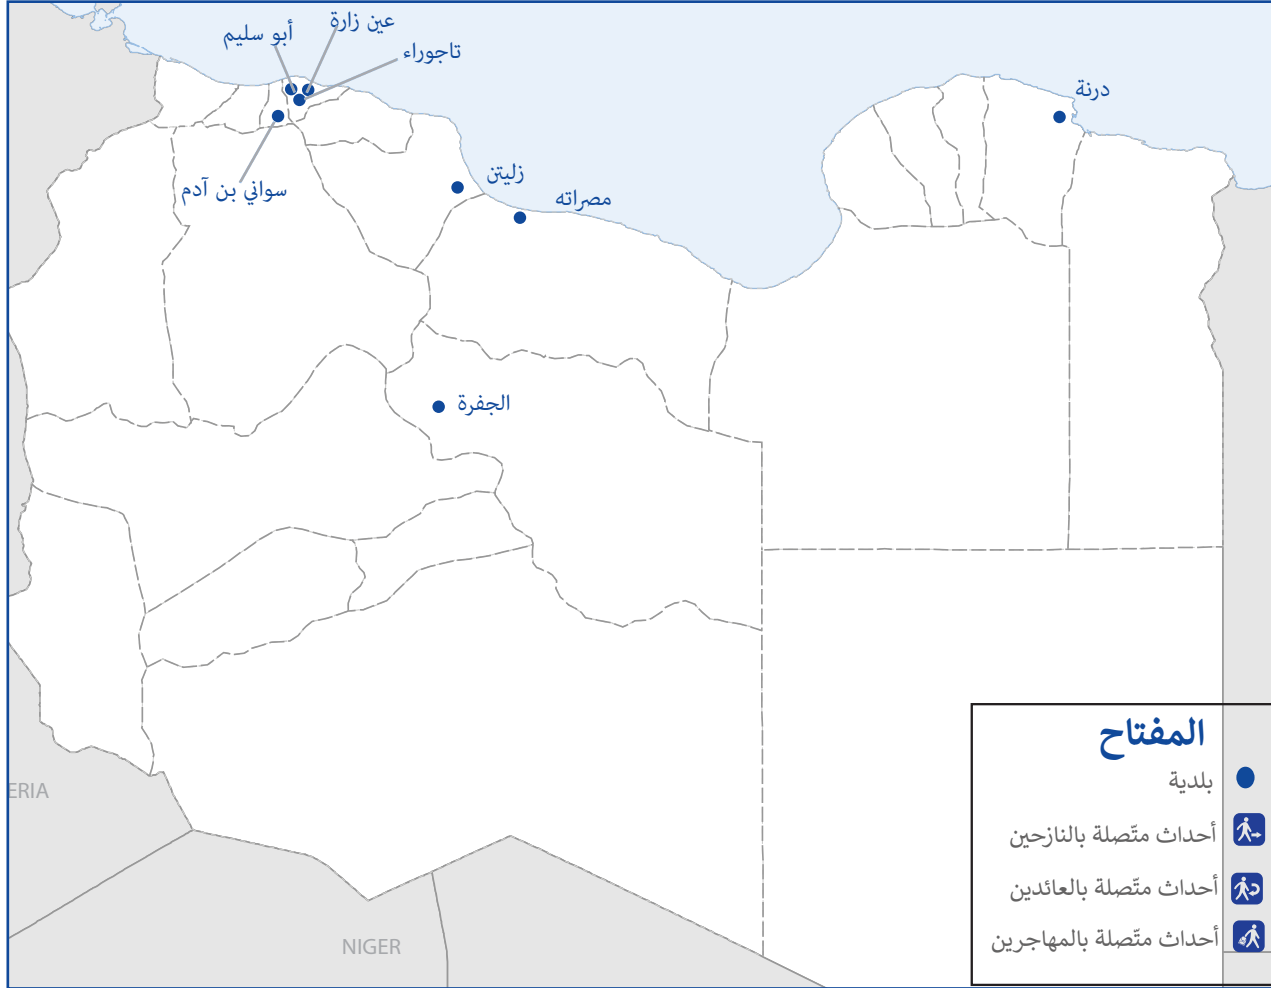 عين زارة
أبو سليم
تاجوراء
درنة
زليتن
سواني بن آدم
مصراته
الجفرة
المفتاح
بلدية
أحداث متّصلة بالنازحين
أحداث متّصلة بالعائدين
أحداث متّصلة بالمهاجرين
ERIA
NIGER